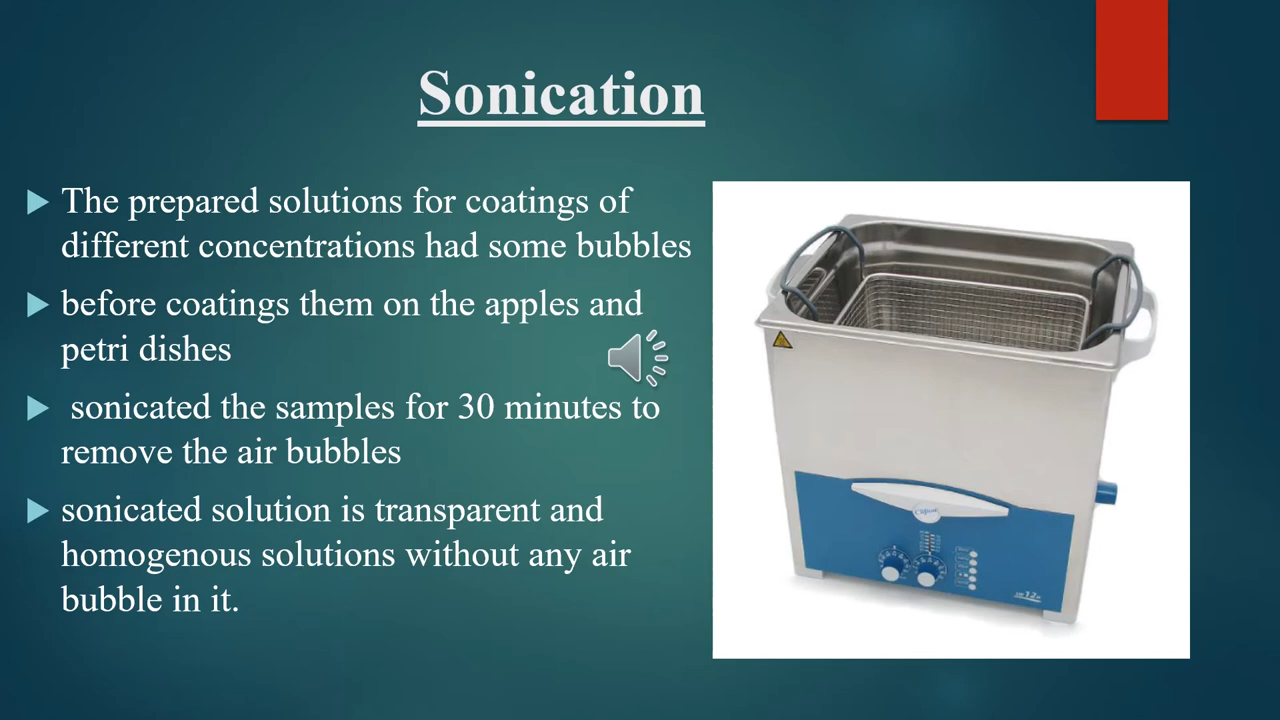 Sonication
The prepared solutions for coatings of
different concentrations had some bubbles
before coatings them on the apples and
petri dishes
sonicated the samples for 30 minutes to
remove the air bubbles
sonicated solution is transparent and
homogenous solutions without any air
bubble in it.
Clifton